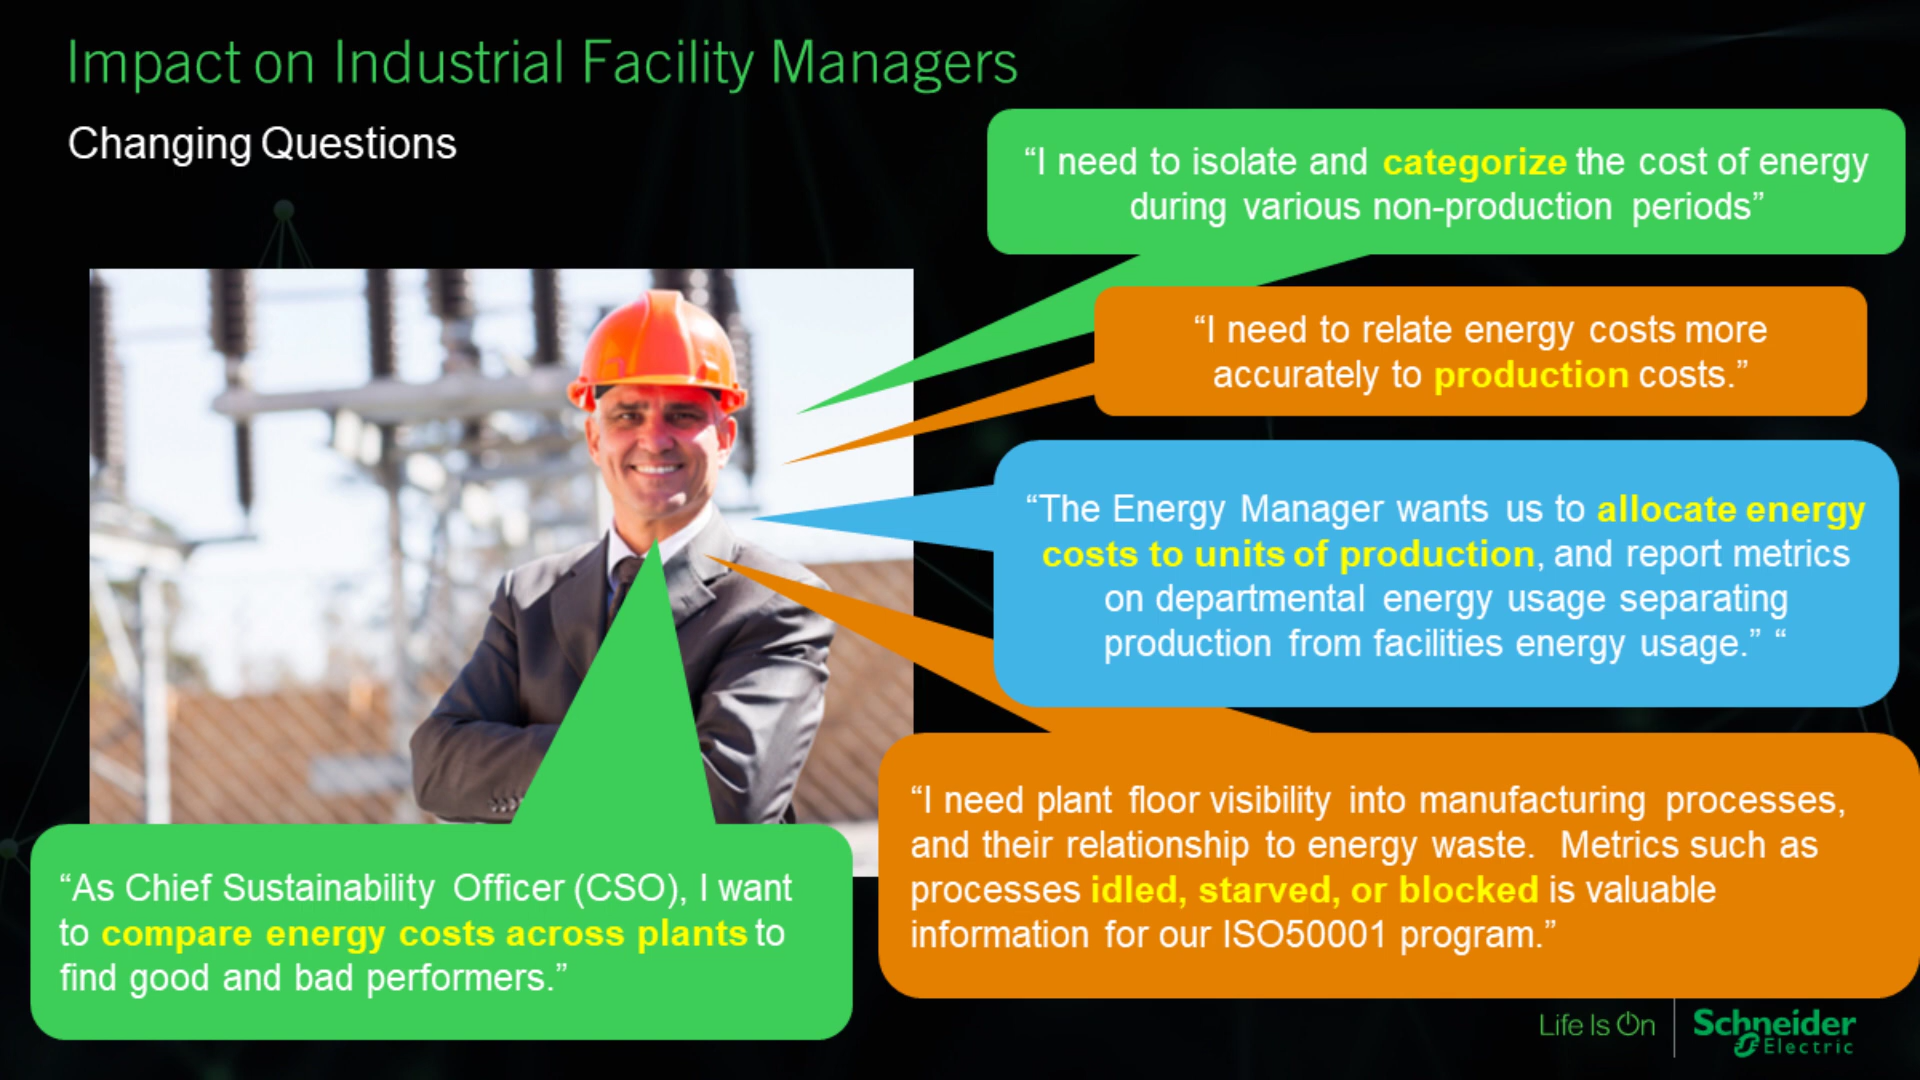 Impact on Industrial Facility Managers
Changing Questions
“I need to isolate and categorize the cost of energy
during various non-production periods”
“I need to relate energy costs more
accurately to production costs.”
“The Energy Manager wants us to allocate energy
costs to units of production, and report metrics
on departmental energy usage separating
production from facilities energy usage.” “
“I need plant floor visibility into manufacturing processes,
and their relationship to energy waste. Metrics such as
processes idled, starved, or blocked is valuable
information for our ISO50001 program.”
“As Chief Sustainability Officer (CSO), I want
to compare energy costs across plants to
find good and bad performers.”
Life Is On
Schneider
Electric